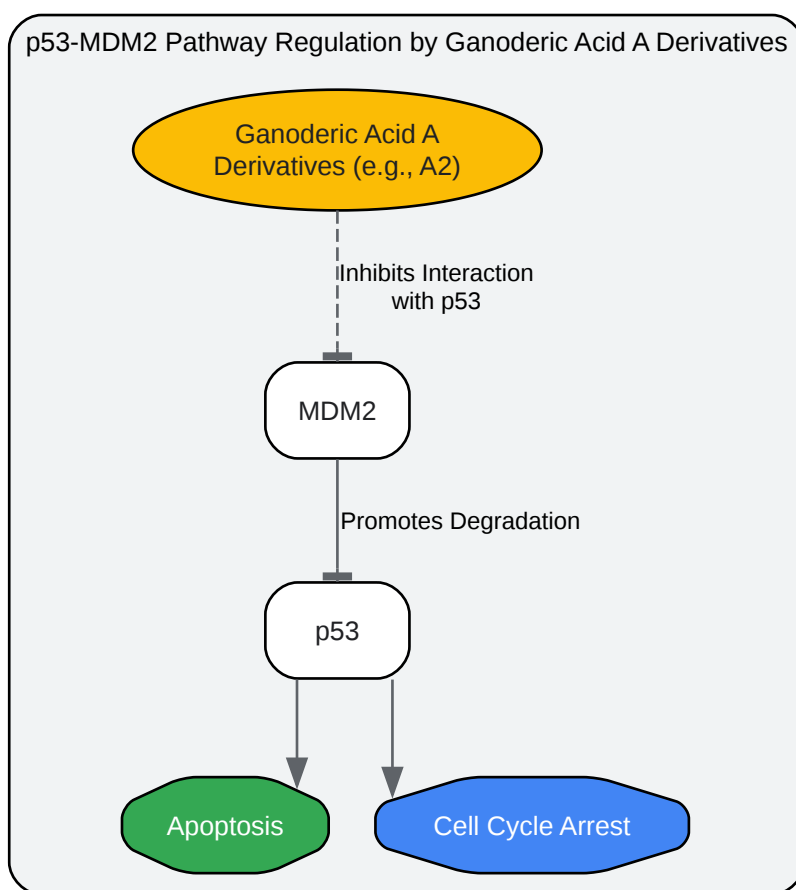 p53-MDM2 Pathway Regulation by Ganoderic Acid A Derivatives
Ganoderic Acid A
Derivatives (e.g., A2)
Inhibits Interaction
with p53
MDM2
Promotes Degradation
p53
Apoptosis
Cell Cycle Arrest